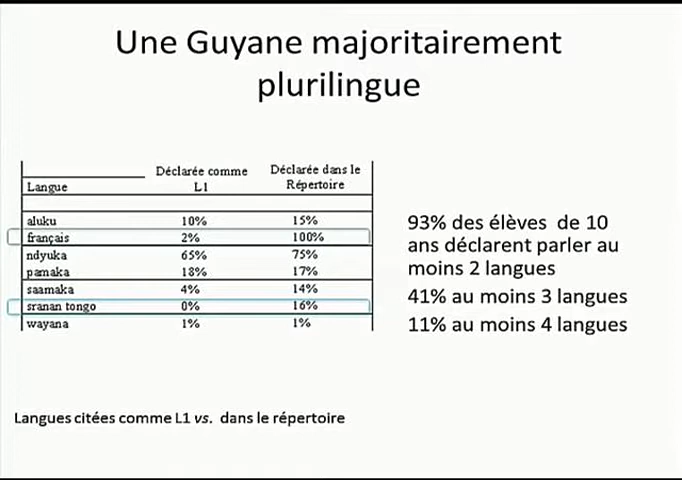 Une Guyane majoritairement
plurilingue
Langue Déclarée comme L1 Déclarée dans le Répertoire
aluku 10% 15%
français 2% 100%
ndyuka 65% 75%
pamaka 18% 17%
saamaka 4% 14%
sranan tongo 0% 16%
wayana 1% 1%
93% des élèves de 10
ans déclarent parler au
moins 2 langues
41% au moins 3 langues
11% au moins 4 langues
Langues citées comme L1 vs. dans le répertoire